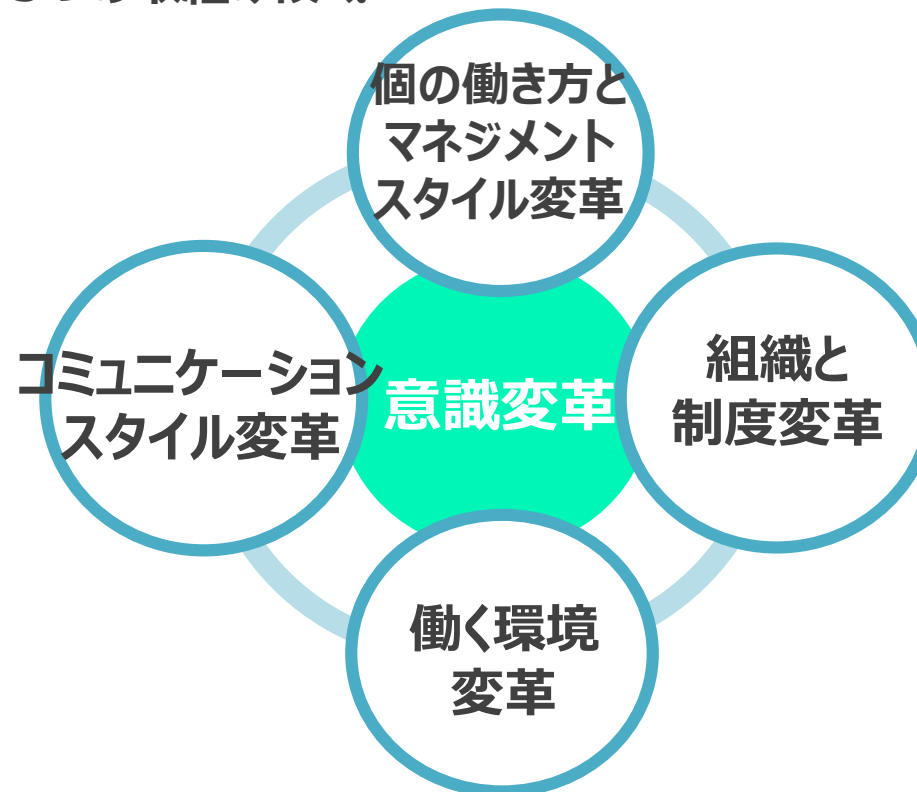 個の働き方と
マネジメント
スタイル変革
コミュニケーション
スタイル変革
意識変革
組織と
制度変革
働く環境
変革